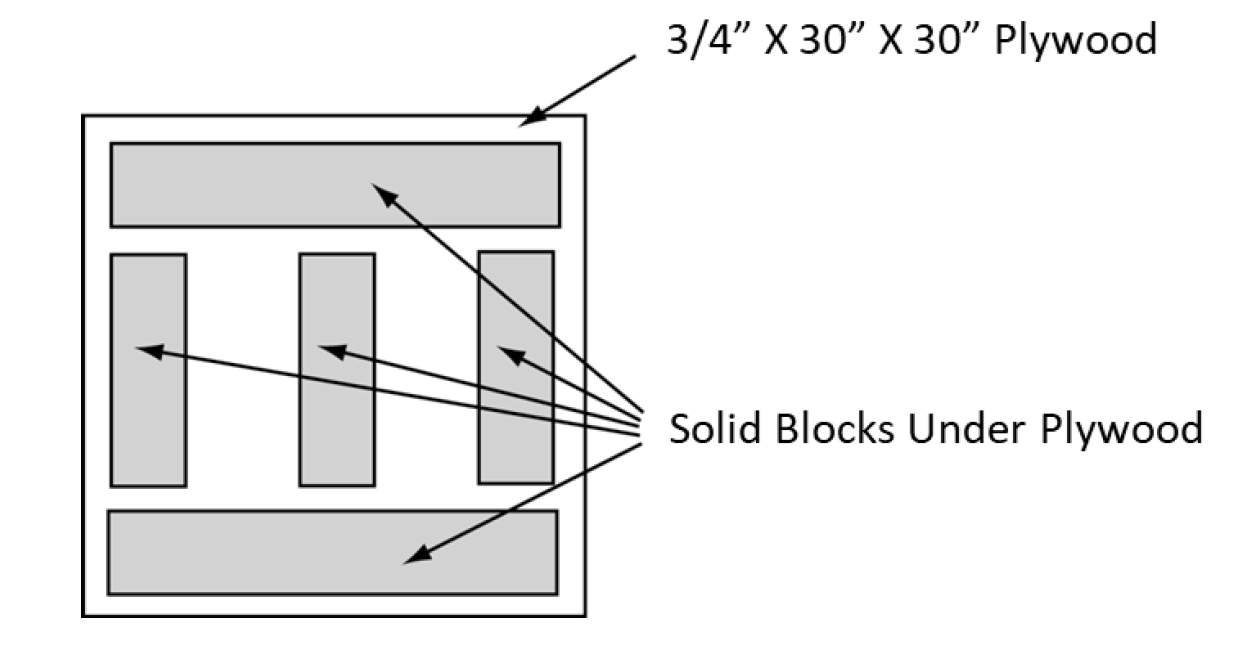 3/4” X 30” X 30” Plywood
Solid Blocks Under Plywood